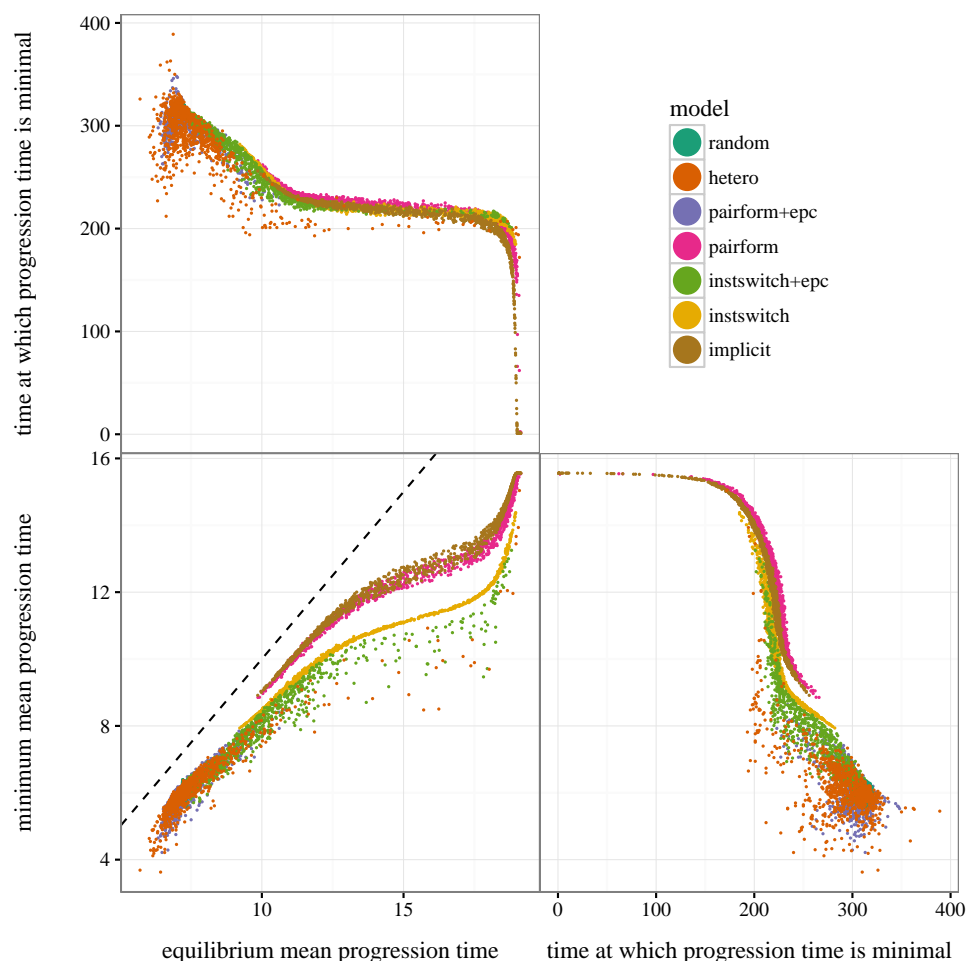 time at which progression time is minimal
400
300
200
100
0
model
random
hetero
pairform+epc
pairform
instswitch+epc
instswitch
implicit
minimum mean progression time
16
12
8
4
10
15
0
100
200
300
400
equilibrium mean progression time
time at which progression time is minimal